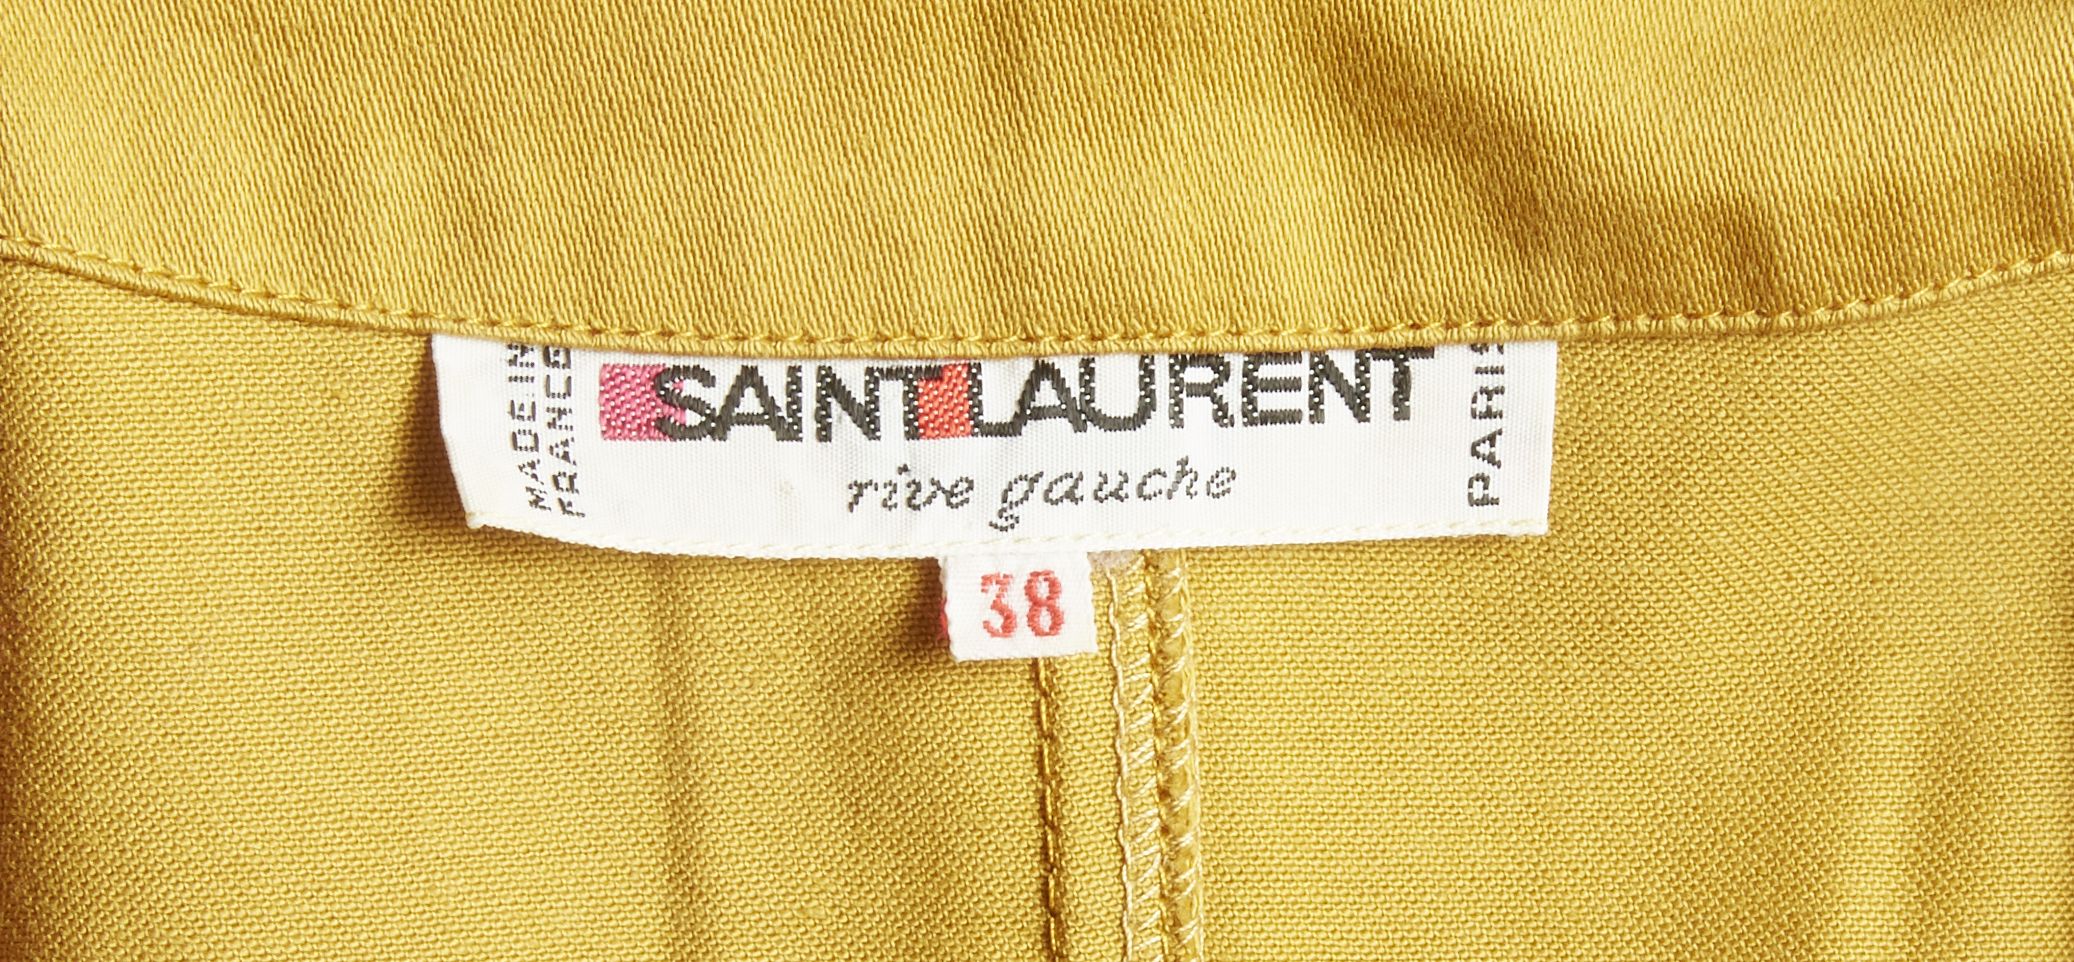 MADE IN
FRANCE
SAINT LAURENT
rive gauche
PARIS
38